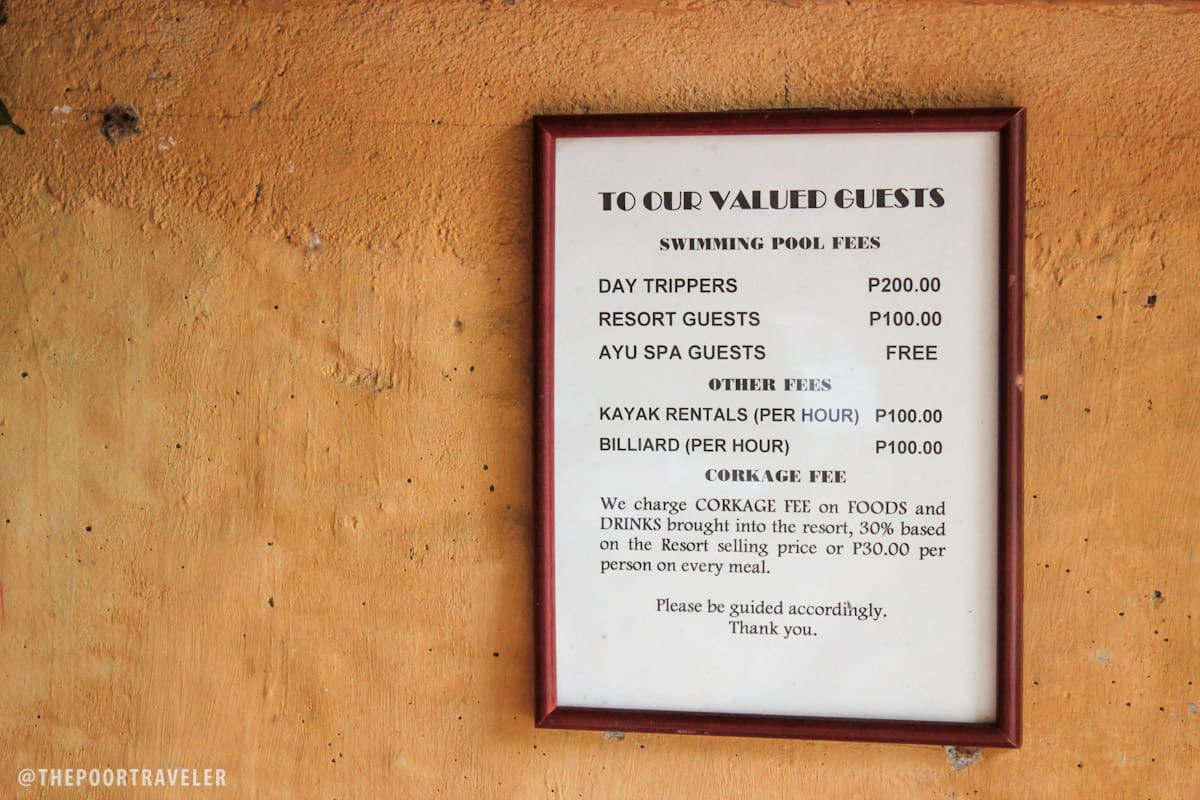 TO OUR VALUED GUESTS
SWIMMING POOL FEES
DAY TRIPPERS P200.00
RESORT GUESTS P100.00
AYU SPA GUESTS FREE
OTHER FEES
KAYAK RENTALS (PER HOUR) P100.00
BILLIARD (PER HOUR) P100.00
CORKAGE FEE
We charge CORKAGE FEE on FOODS and
DRINKS brought into the resort, 30% based
on the Resort selling price or P30.00 per
person on every meal.
Please be guided accordingly.
Thank you.
@THEPOORTRAVELER